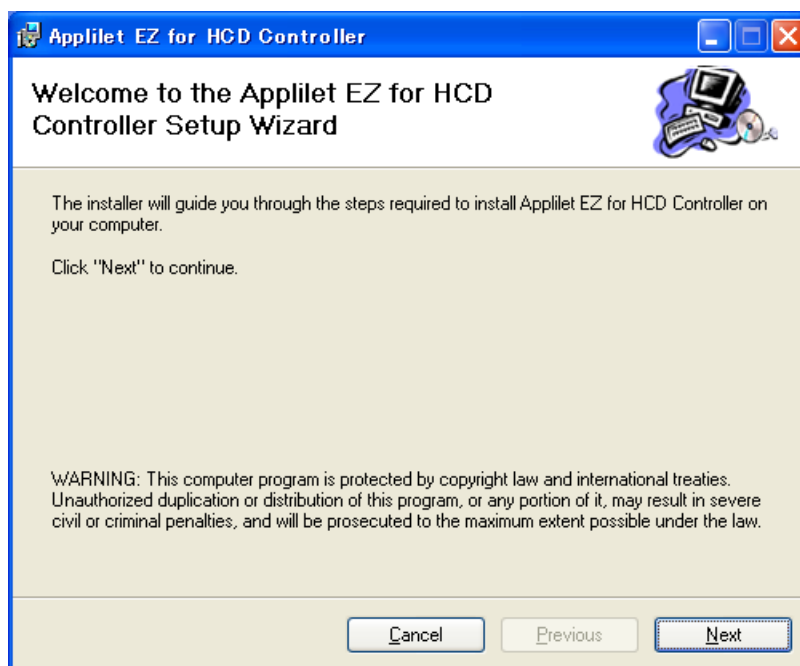 Applilet EZ for HCD Controller
Welcome to the Applilet EZ for HCD
Controller Setup Wizard
The installer will guide you through the steps required to install Applilet EZ for HCD Controller on
your computer.
Click "Next" to continue.
WARNING: This computer program is protected by copyright law and international treaties.
Unauthorized duplication or distribution of this program, or any portion of it, may result in severe
civil or criminal penalties, and will be prosecuted to the maximum extent possible under the law.
Cancel
Previous
Next